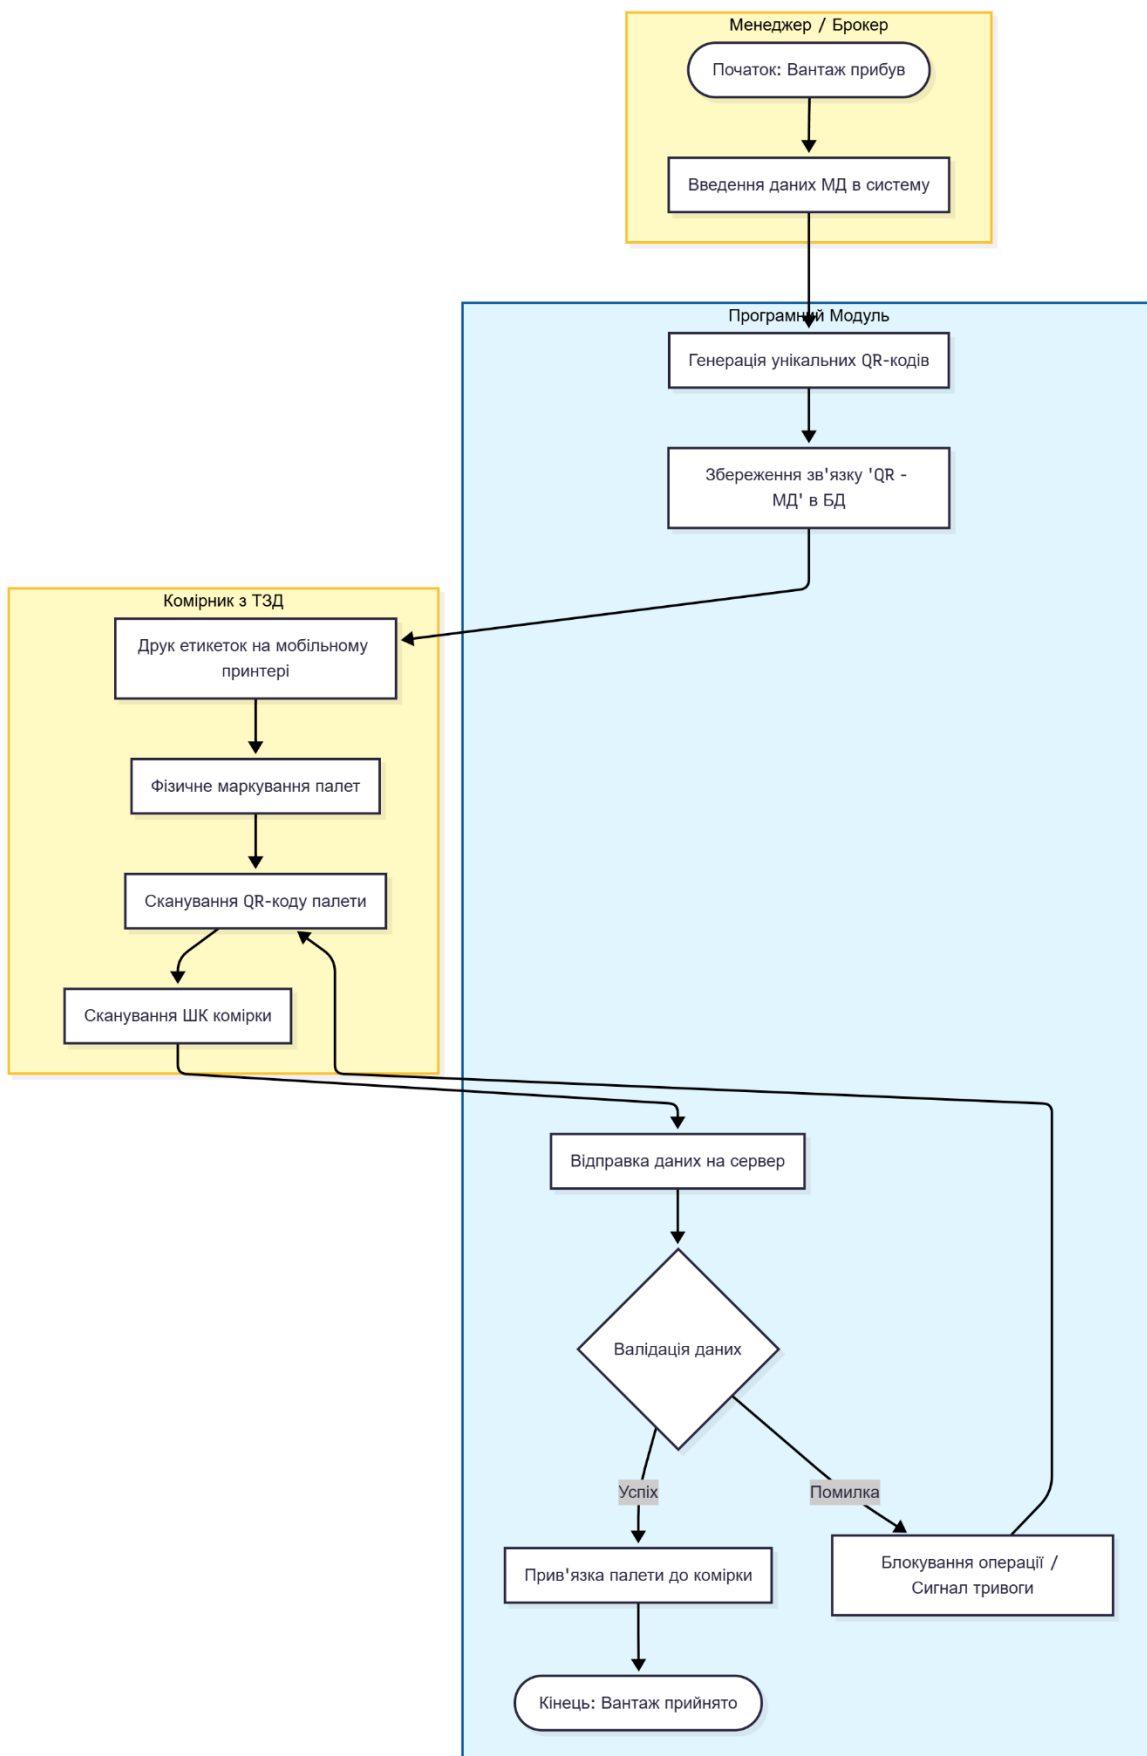 Менеджер / Брокер
Початок: Вантаж прибув
Введення даних МД в систему
Програмний Модуль
Генерація унікальних QR-кодів
Збереження зв'язку 'QR -
МД' в БД
Комірник з ТЗД
Друк етикеток на мобільному
принтері
Фізичне маркування палет
Сканування QR-коду палети
Сканування ШК комірки
Відправка даних на сервер
Валідація даних
Успіх
Помилка
Прив'язка палети до комірки
Блокування операції /
Сигнал тривоги
Кінець: Вантаж прийнято